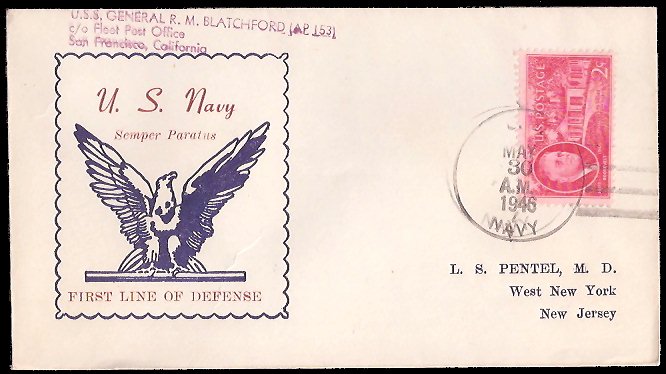 U.S.S. GENERAL R. M. BLATCHFORD [AP 153]
c/o Fleet Post Office
San Francisco, California
U. S. Navy
Semper Paratus
FIRST LINE OF DEFENSE
U.S. POSTAGE
2¢
MAY
30
A.M.
1946
NAVY
L. S. PENTEL, M. D.
West New York
New Jersey